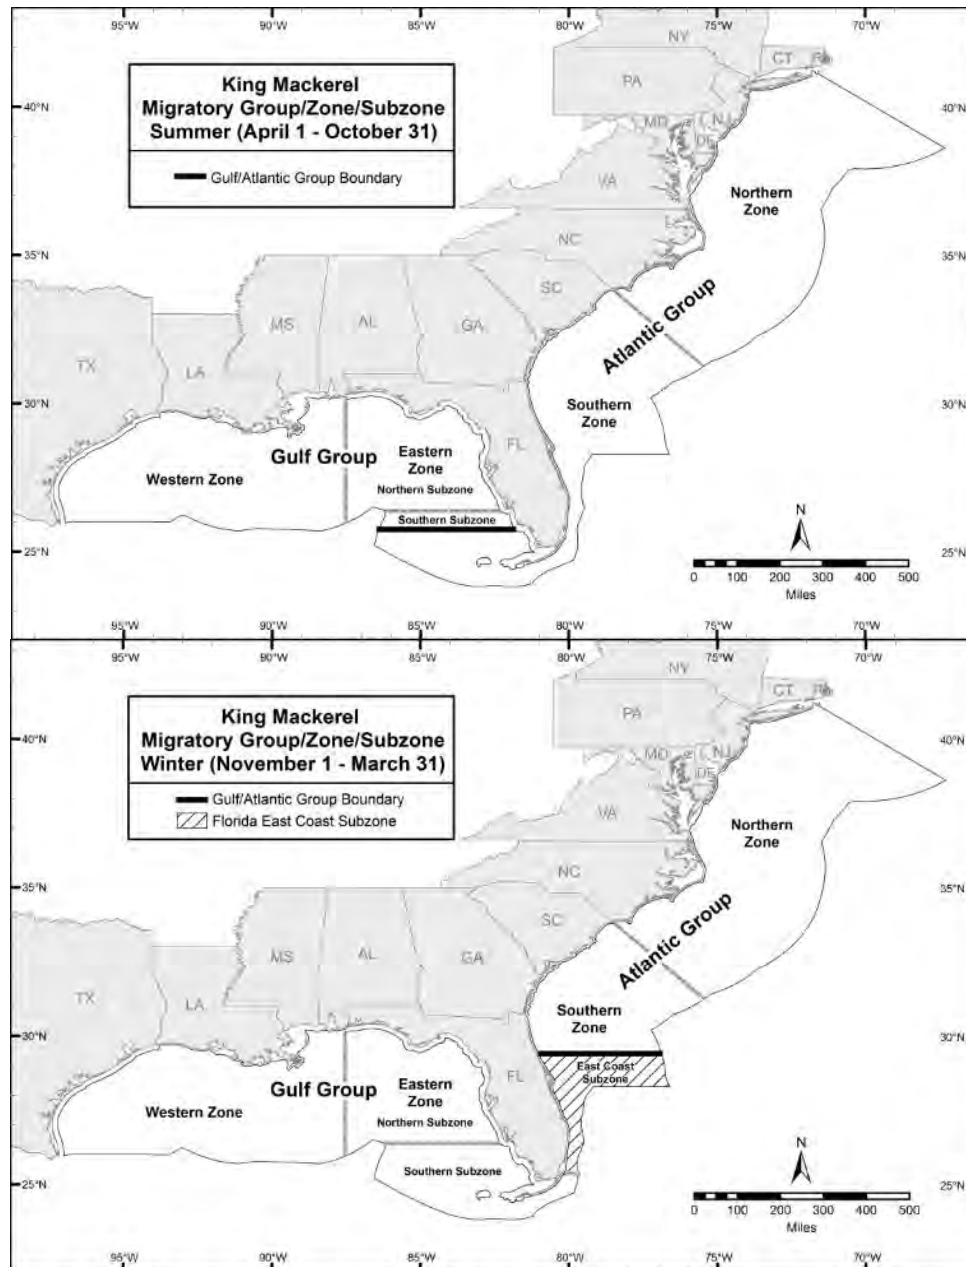 95°W 90°W 85°W 80°W 75°W 70°W
King Mackerel
Migratory Group/Zone/Subzone
Summer (April 1 - October 31)
Gulf/Atlantic Group Boundary
NY
CT
PA
40°N 40°N
MD
NJ
DE
VA
Northern
Zone
NC
35°N 35°N
SC
Atlantic Group
MS AL GA
TX
LA
30°N 30°N
Southern
Zone
FL
Gulf Group
Eastern
Zone
Western Zone
Northern Subzone
Southern Subzone
N
25°N 25°N
0 100 200 300 400 500
Miles
95°W 90°W 85°W 80°W 75°W 70°W
95°W 90°W 85°W 80°W 75°W 70°W
King Mackerel
Migratory Group/Zone/Subzone
Winter (November 1 - March 31)
Gulf/Atlantic Group Boundary
Florida East Coast Subzone
NY
CT
PA
40°N 40°N
MD
NJ
DE
VA
Northern
Zone
NC
35°N 35°N
SC
Atlantic Group
MS AL GA
TX
LA
Southern
Zone
30°N 30°N
East Coast
Subzone
FL
Gulf Group
Eastern
Zone
Western Zone
Northern Subzone
Southern Subzone
N
25°N 25°N
0 100 200 300 400 500
Miles
95°W 90°W 85°W 80°W 75°W 70°W